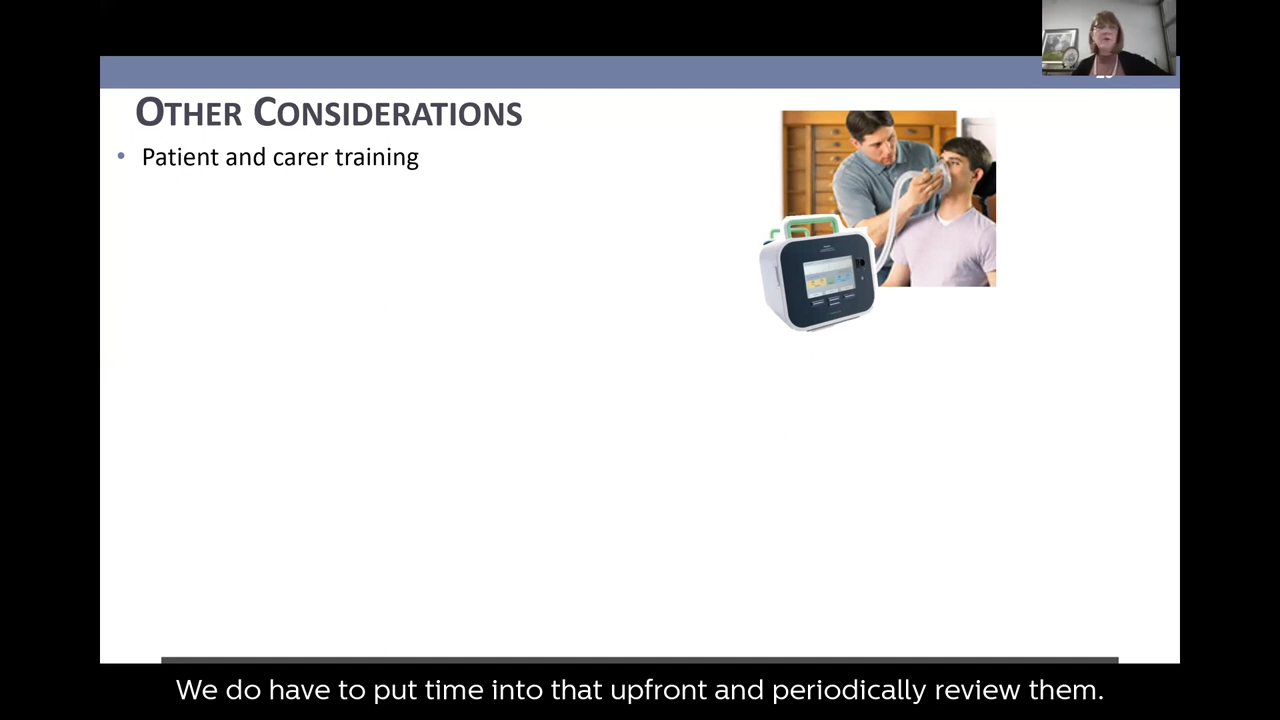 OTHER CONSIDERATIONS
• Patient and carer training
We do have to put time into that upfront and periodically review them.